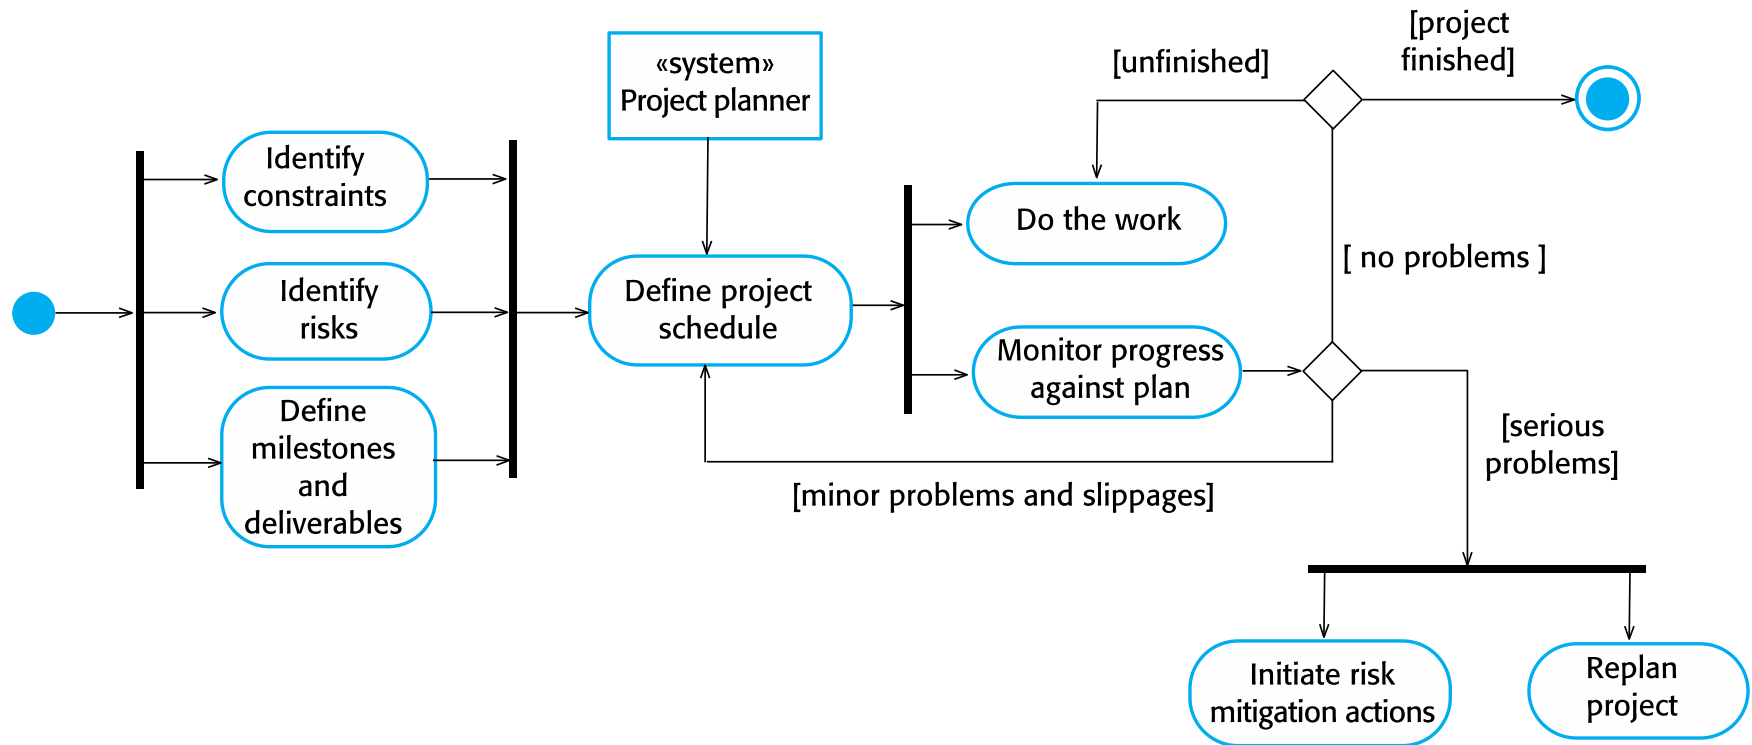 [project
finished]
[unfinished]
«system»
Project planner
Identify
constraints
Do the work
[ no problems ]
Identify
risks
Define project
schedule
Monitor progress
against plan
Define
milestones
and
deliverables
[serious
problems]
[minor problems and slippages]
Initiate risk
mitigation actions
Replan
project